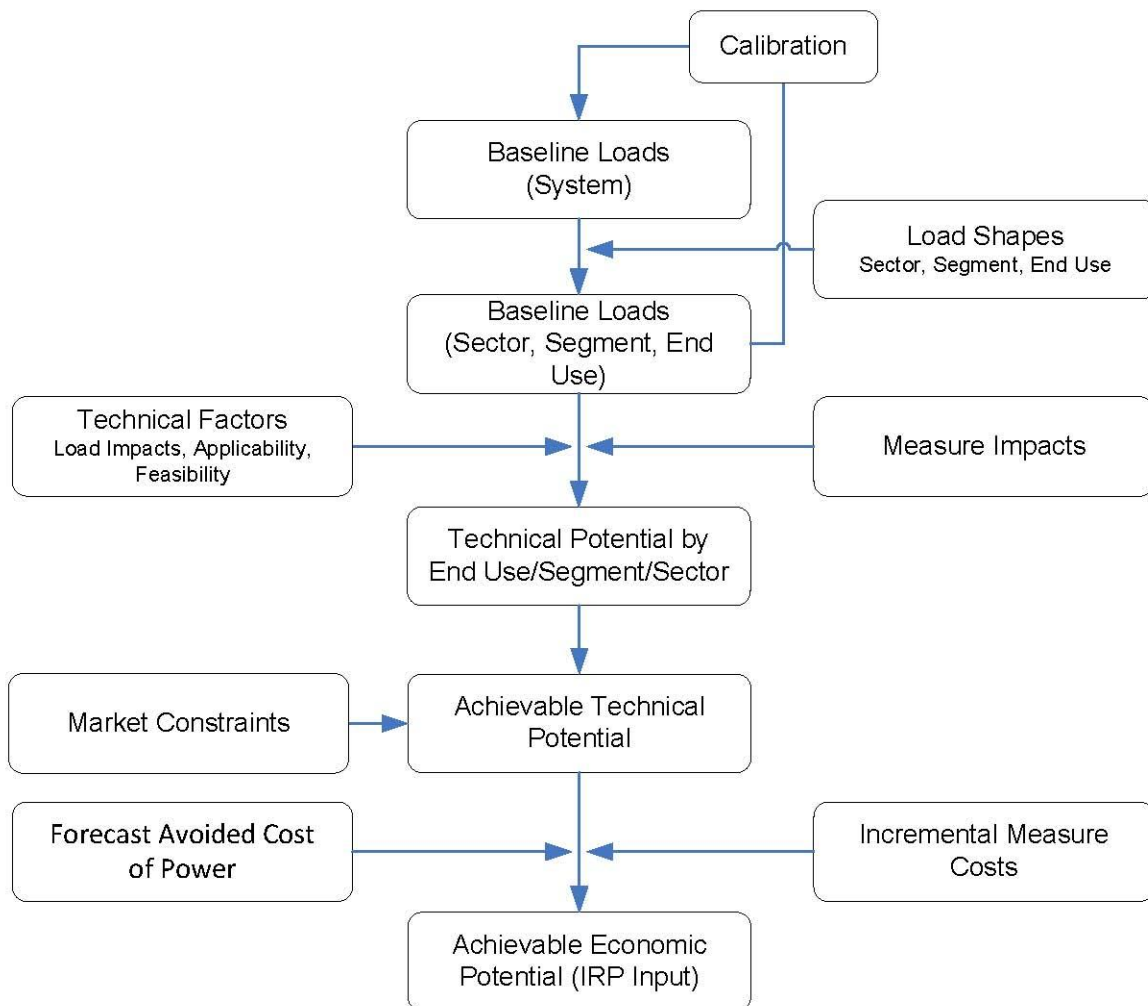 Calibration
Baseline Loads
(System)
Load Shapes
Sector, Segment, End Use
Baseline Loads
(Sector, Segment, End
Use)
Technical Factors
Load Impacts, Applicability,
Feasibility
Measure Impacts
Technical Potential by
End Use/Segment/Sector
Market Constraints
Achievable Technical
Potential
Forecast Avoided Cost
of Power
Incremental Measure
Costs
Achievable Economic
Potential (IRP Input)